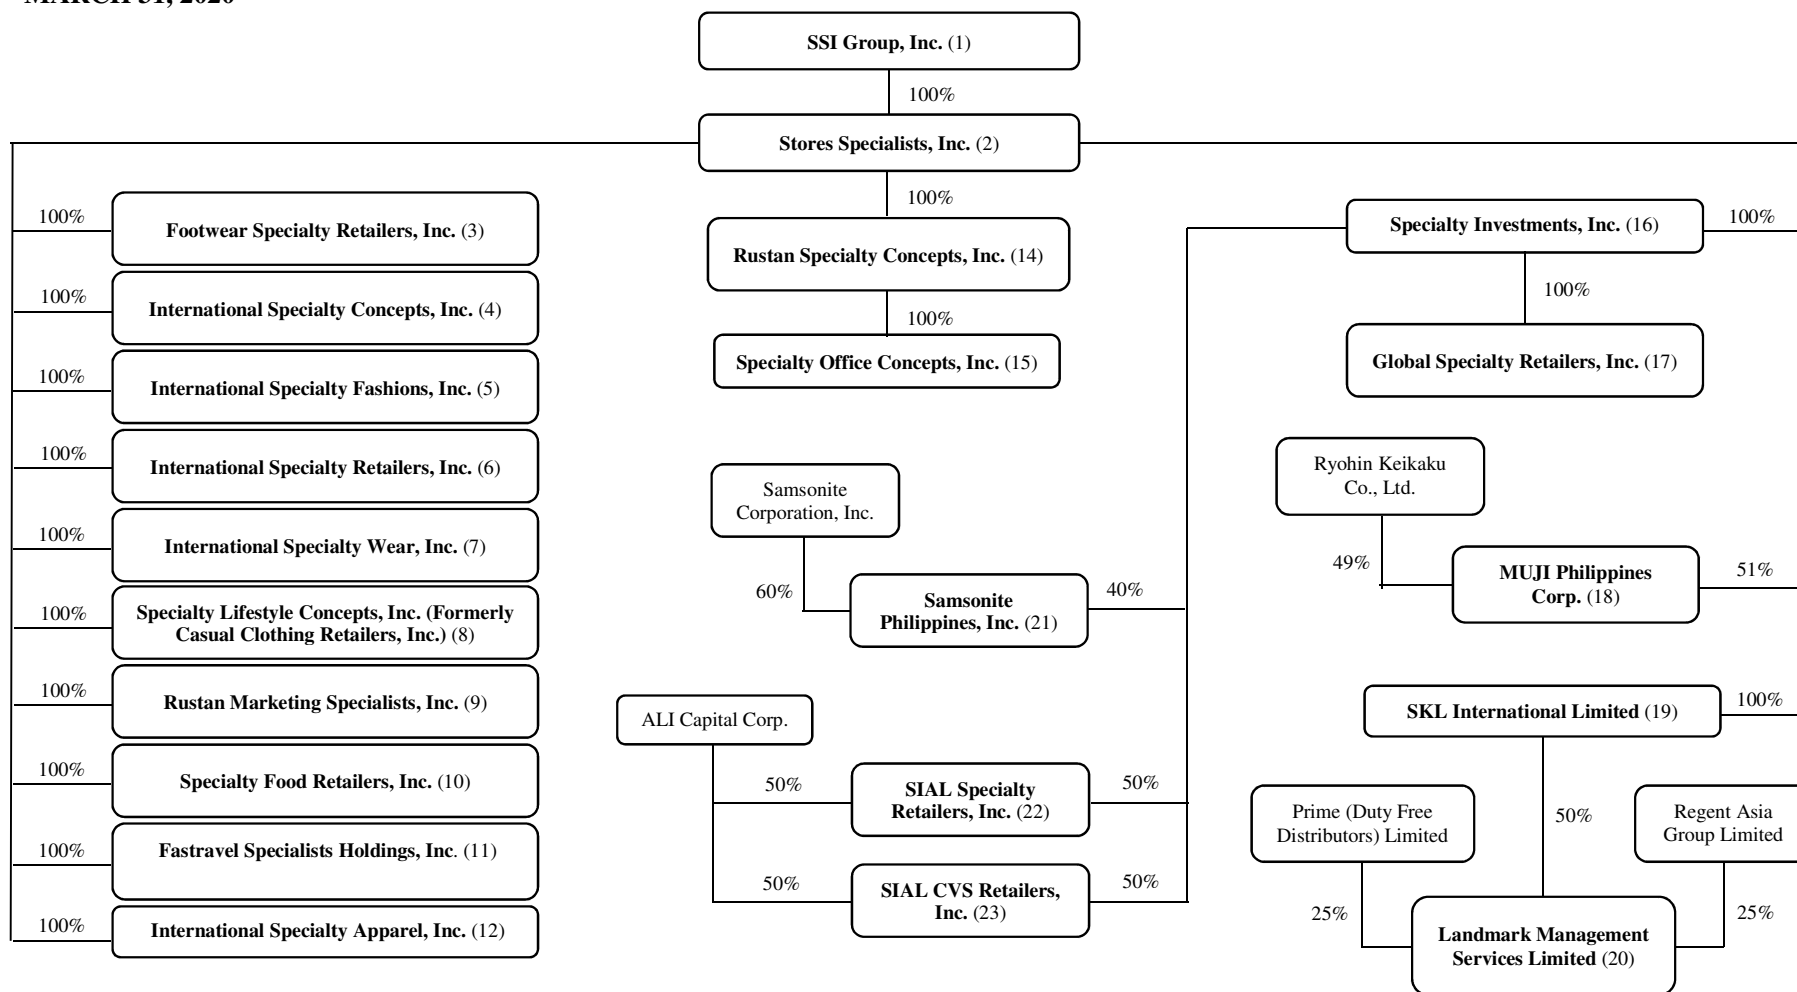 MARCH 31, 2020
SSI Group, Inc. (1)
100%
Stores Specialists, Inc. (2)
100%
100%
Footwear Specialty Retailers, Inc. (3)
100%
International Specialty Concepts, Inc. (4)
100%
International Specialty Fashions, Inc. (5)
100%
International Specialty Retailers, Inc. (6)
100%
International Specialty Wear, Inc. (7)
100%
Specialty Lifestyle Concepts, Inc. (Formerly
Casual Clothing Retailers, Inc.) (8)
100%
Rustan Marketing Specialists, Inc. (9)
100%
Specialty Food Retailers, Inc. (10)
100%
Fastravel Specialists Holdings, Inc. (11)
100%
International Specialty Apparel, Inc. (12)
Rustan Specialty Concepts, Inc. (14)
100%
Specialty Office Concepts, Inc. (15)
Samsonite
Corporation, Inc.
60%
Samsonite
Philippines, Inc. (21)
40%
ALI Capital Corp.
50%
SIAL Specialty
Retailers, Inc. (22)
50%
50%
SIAL CVS Retailers,
Inc. (23)
50%
Specialty Investments, Inc. (16)
100%
100%
Global Specialty Retailers, Inc. (17)
Ryohin Keikaku
Co., Ltd.
49%
MUJI Philippines
Corp. (18)
51%
SKL International Limited (19)
100%
Prime (Duty Free
Distributors) Limited
50%
Regent Asia
Group Limited
25%
25%
Landmark Management
Services Limited (20)